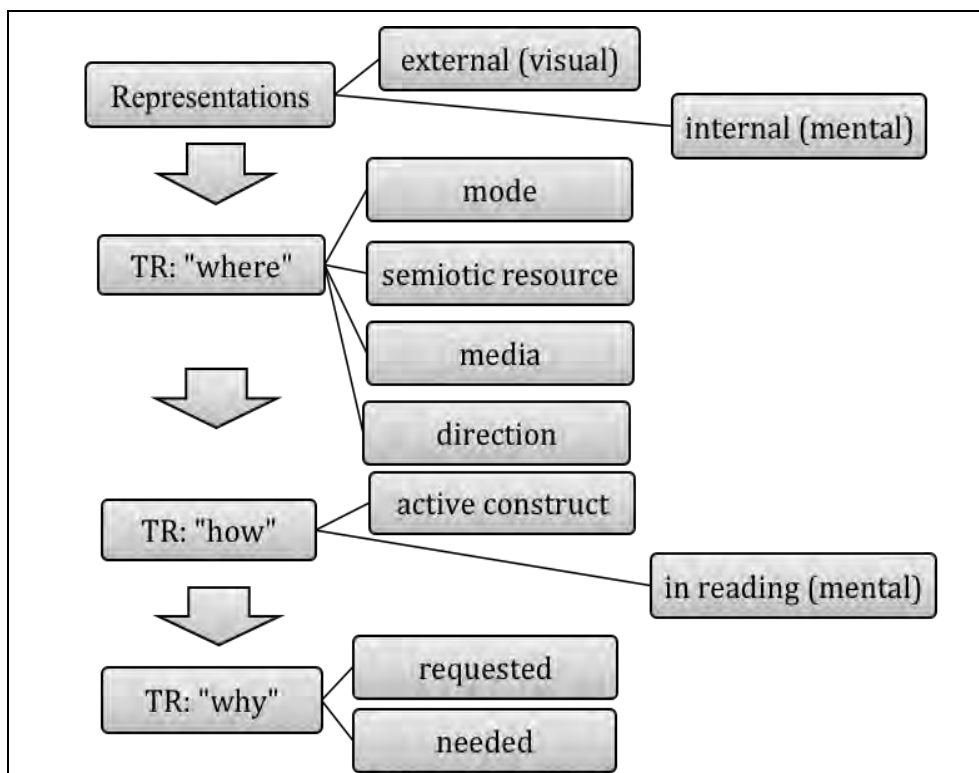 external (visual)
Representations
internal (mental)
mode
TR: "where"
semiotic resource
media
direction
active construct
TR: "how"
in reading (mental)
requested
TR: "why"
needed